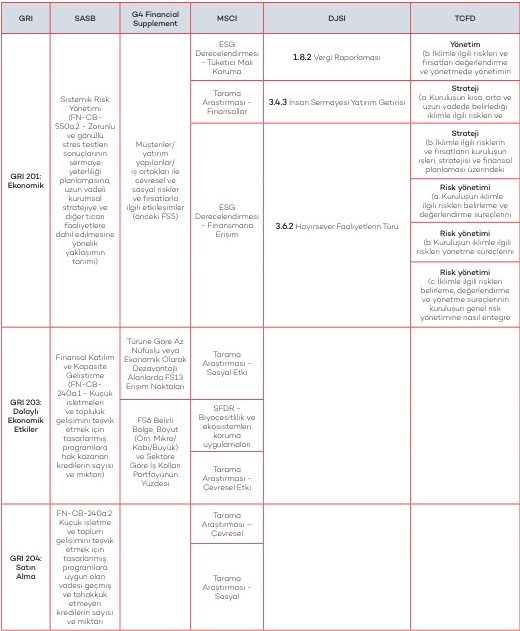 GRI
SASB
G4 Financial
Supplement
MSCI
DJSI
TCFD
GRI 201:
Ekonomik
Sistemik Risk
Yönetimi
(FN-CB-
550a.2 - Zorunlu
ve gönüllü
stres testleri
sonuçlarının
sermaye
yeterliliği
planlamasına,
uzun vadeli
kurumsal
stratejiye ve
diğer ticari
faaliyetlere
dahil edilmesine
yönelik
yaklaşımın
tanımı)
Müşteriler/
yatırım
yapılanlar/
iş ortakları ile
çevresel ve
sosyal riskler
ve fırsatlarla
ilgili etkileşimler
(önceki FS5)
ESG
Derecelendirmesi
- Tüketici Mali
Koruma
1.8.2 Vergi Raporlaması
Yönetim
(b. İklimle ilgili riskleri ve
fırsatları değerlendirme
ve yönetmede yönetimin
Tarama
Araştırması -
Finansallar
3.4.3 İnsan Sermayesi Yatırım Getirisi
Strateji
(a. Kuruluşun kısa, orta ve
uzun vadede belirlediği
iklimle ilgili riskleri ve
ESG
Derecelendirmesi
- Finansmana
Erişim
3.6.2 Hayırsever Faaliyetlerin Türü
Strateji
(b. İklimle ilgili risklerin
ve fırsatların kuruluşun
işleri, stratejisi ve finansal
planlaması üzerindeki
Risk yönetimi
(a. Kuruluşun iklimle
ilgili riskleri belirleme ve
değerlendirme süreçlerini
Risk yönetimi
(b. Kuruluşun iklimle ilgili
riskleri yönetme süreçlerini
Risk yönetimi
(c. İklimle ilgili riskleri
belirleme, değerlendirme
ve yönetme süreçlerinin
kuruluşun genel risk
yönetimine nasıl entegre
GRI 203:
Dolaylı
Ekonomik
Etkiler
Finansal Katılım
ve Kapasite
Geliştirme
(FN-CB-
240a.1 - Küçük
işletmeleri
ve topluluk
gelişimini teşvik
etmek için
tasarlanmış
programlara
hak kazanan
kredilerin sayısı
ve miktarı)
Türüne Göre Az
Nüfuslu veya
Ekonomik Olarak
Dezavantajlı
Alanlarda FS13
Erişim Noktaları
FS6 Belirli
Bölge, Boyut
(Örn. Mikro/
Kobi/Büyük)
ve Sektöre
Göre İş Kolları
Portföyünün
Yüzdesi
Tarama
Araştırması -
Sosyal Etki
SFDR -
Biyoçeşitlilik ve
ekosistemleri
koruma
uygulamaları
Tarama
Araştırması -
Çevresel Etki
GRI 204:
Satın
Alma
FN-CB-240a.2
Küçük işletme
ve toplum
gelişimini teşvik
etmek için
tasarlanmış
programlara
uygun olan
vadesi geçmiş
ve tahakkuk
etmeyen
kredilerin sayısı
ve miktarı
Tarama
Araştırması –
Çevresel
Tarama
Araştırması –
Sosyal